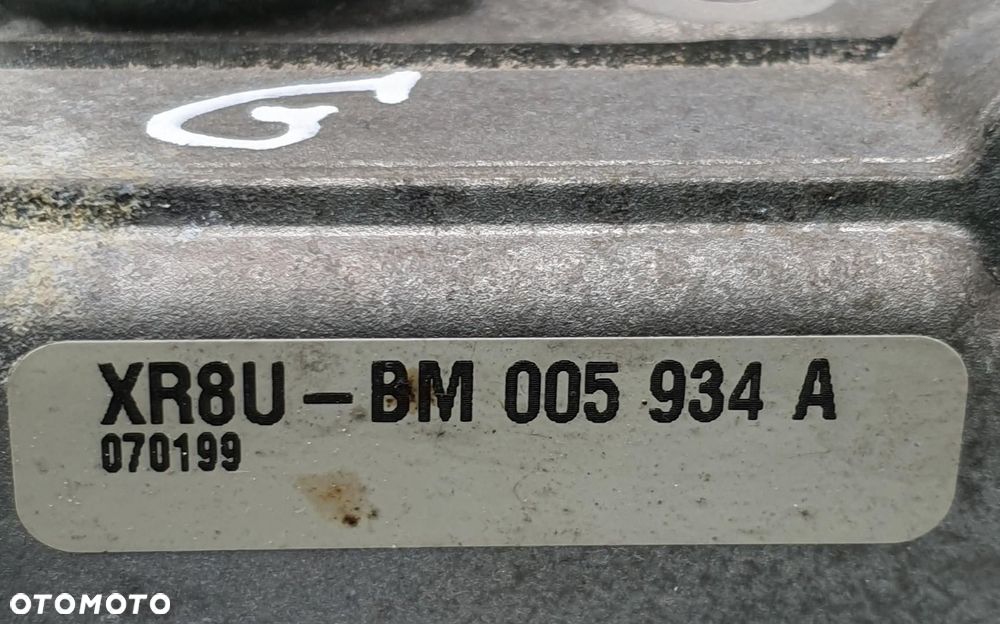 G
XR8U-BM 005 934 A
070199
OTOMOTO